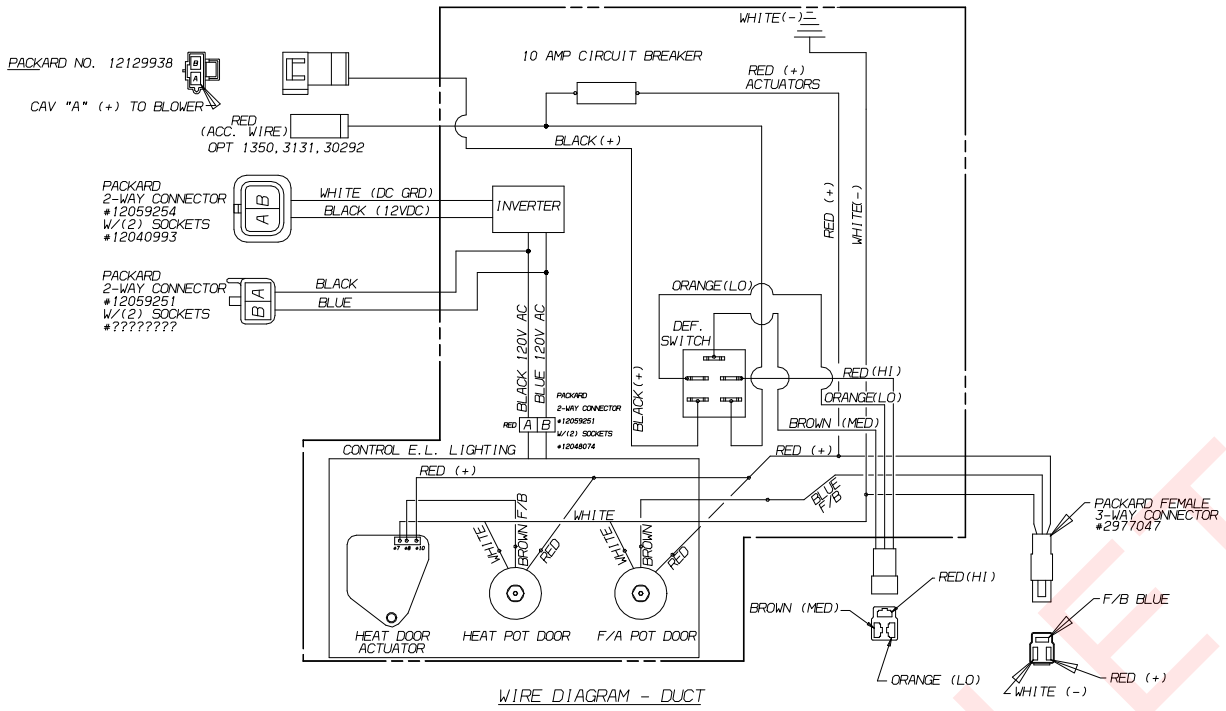 WHITE(-)
10 AMP CIRCUIT BREAKER
PACKARD NO. 12129938
B
A
RED (+)
ACTUATORS
CAV "A" (+) TO BLOWER
RED
(ACC. WIRE)
OPT 1350,3131,30292
BLACK(+)
PACKARD
2-WAY CONNECTOR
#12059254
W/(2) SOCKETS
#12040993
A B
WHITE (DC GRD)
BLACK (12VDC)
INVERTER
RED (+)
WHITE(-)
PACKARD
2-WAY CONNECTOR
#12059251
W/(2) SOCKETS
#????????
B A
BLACK
BLUE
ORANGE(LO)
BLACK 120V AC
BLUE 120V AC
DEF.
SWITCH
BLACK(+)
RED(HI)
ORANGE(LO)
PACKARD
2-WAY CONNECTOR
#12059251
W/(2) SOCKETS
#12048074
RED A B
BROWN (MED)
CONTROL E.L. LIGHTING
RED (+)
RED (+)
BLUE
F/B
WHITE
PACKARD FEMALE
3-WAY CONNECTOR
#2977047
#7 #8 #10
WHITE
BROWN F/B
RED
WHITE
BROWN
RED
HEAT DOOR
ACTUATOR
HEAT POT DOOR
F/A POT DOOR
RED(HI)
BROWN (MED)
ORANGE (LO)
F/B BLUE
RED (+)
WHITE (-)
WIRE DIAGRAM - DUCT